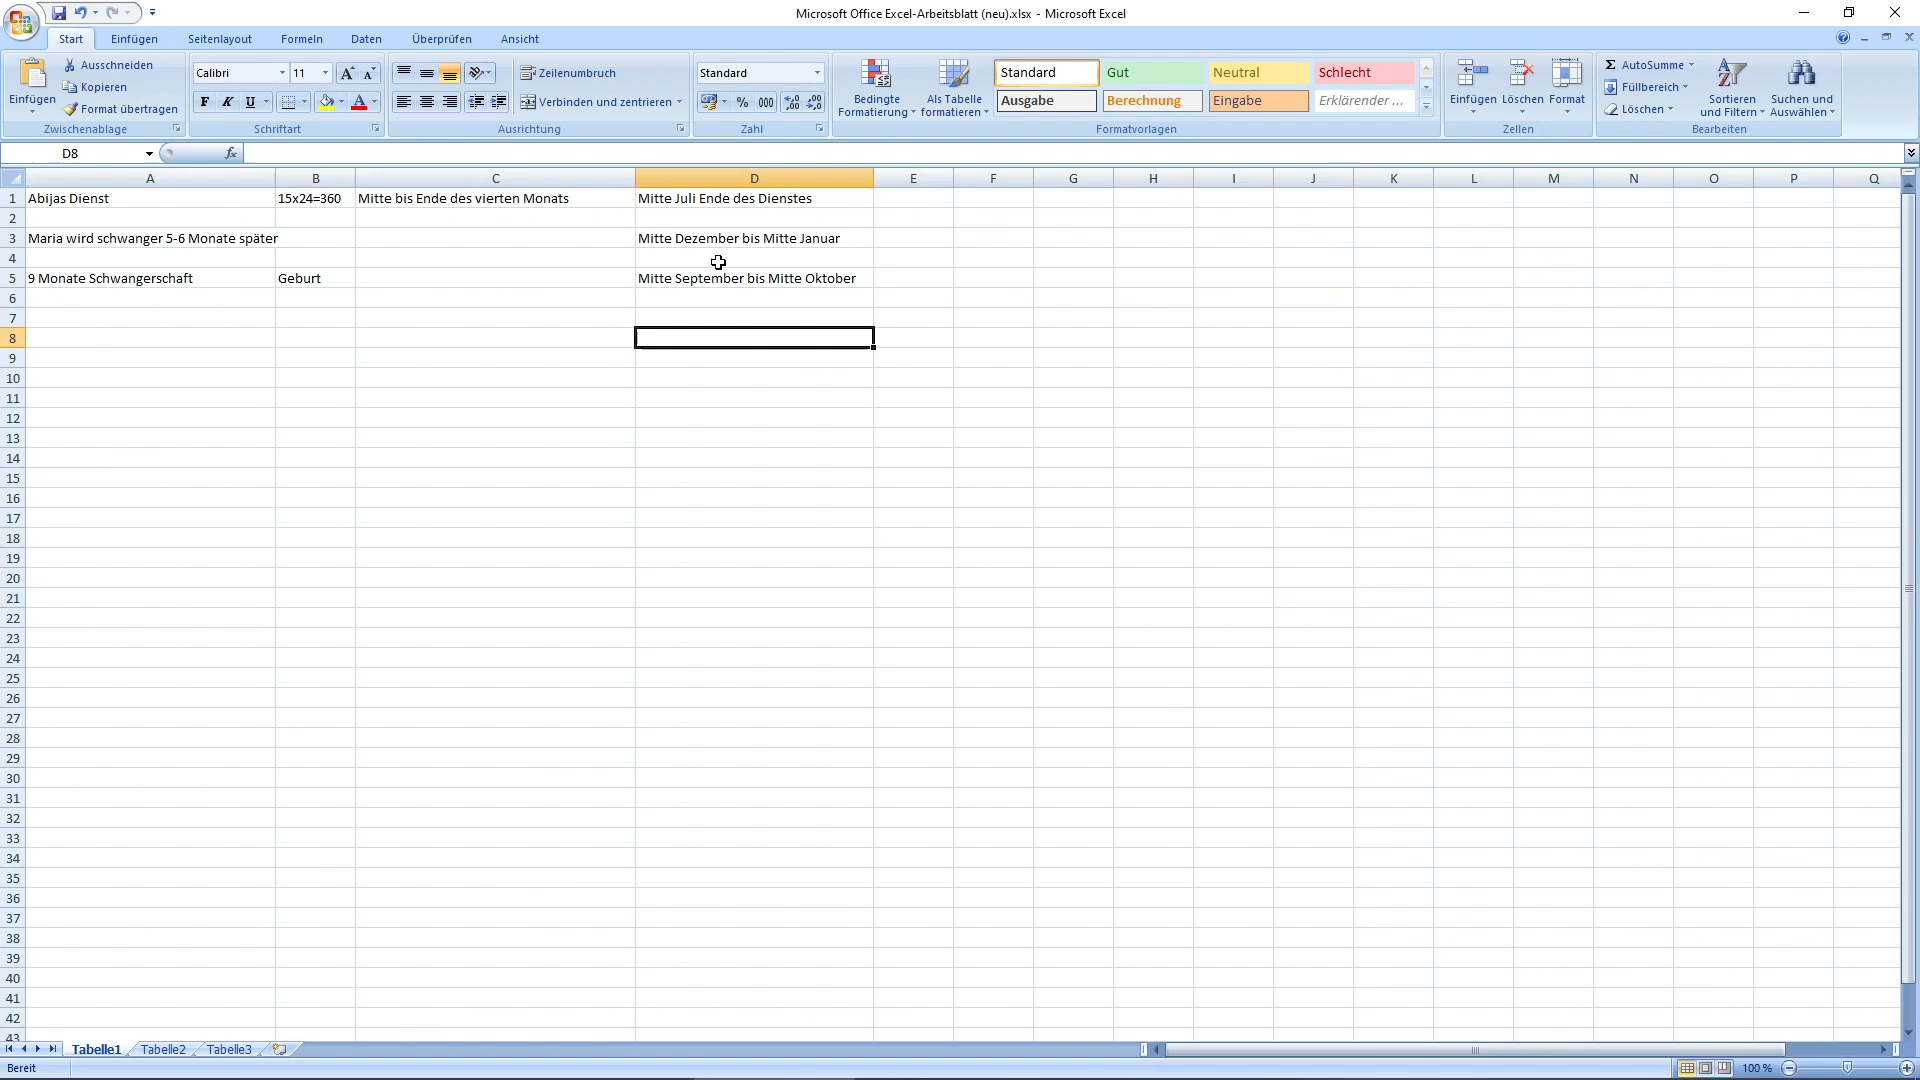 Microsoft Office Excel-Arbeitsblatt (neu).xlsx - Microsoft Excel
Start Einfügen Seitenlayout Formeln Daten Überprüfen Ansicht
Einfügen
Ausschneiden
Kopieren
Format übertragen
Zwischenablage
Calibri 11
F K U
Schriftart
Zeilenumbruch
Verbinden und zentrieren
Ausrichtung
Standard
% 000
Zahl
Bedingte Formatierung
Als Tabelle formatieren
Standard Gut Neutral Schlecht
Ausgabe Berechnung Eingabe Erklärender ...
Formatvorlagen
Einfügen Löschen Format
Zellen
Σ AutoSumme
Füllbereich
Löschen
Sortieren und Filtern
Suchen und Auswählen
Bearbeiten
D8 fx
A B C D E F G H I J K L M N O P Q
1 Abijas Dienst 15x24=360 Mitte bis Ende des vierten Monats Mitte Juli Ende des Dienstes
2
3 Maria wird schwanger 5-6 Monate später Mitte Dezember bis Mitte Januar
4
5 9 Monate Schwangerschaft Geburt Mitte September bis Mitte Oktober
6
7
8
9
10
11
12
13
14
15
16
17
18
19
20
21
22
23
24
25
26
27
28
29
30
31
32
33
34
35
36
37
38
39
40
41
42
43
Tabelle1 Tabelle2 Tabelle3
Bereit 100 %